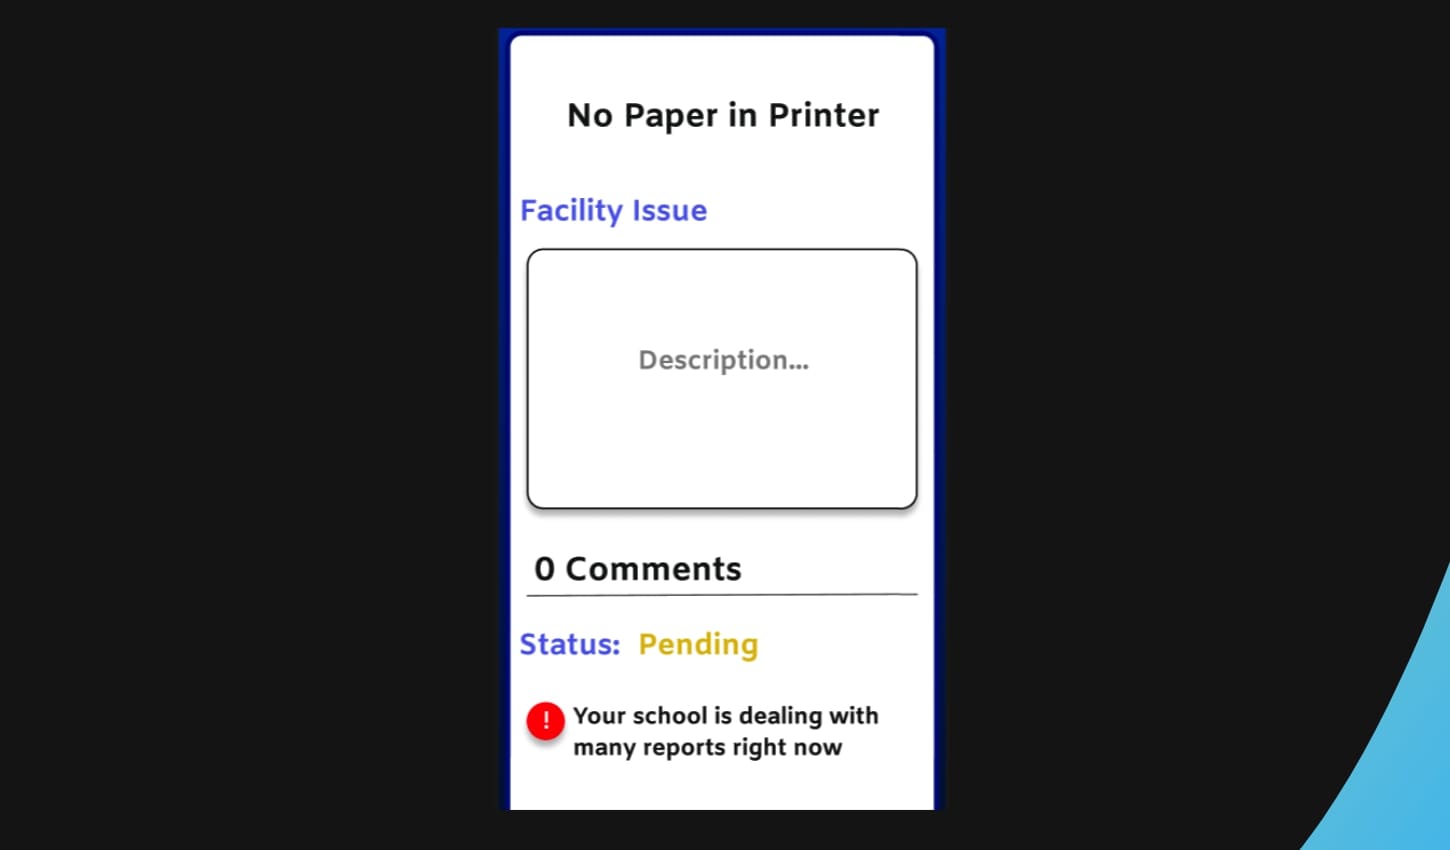 No Paper in Printer
Facility Issue
Description...
0 Comments
Status: Pending
!
Your school is dealing with
many reports right now